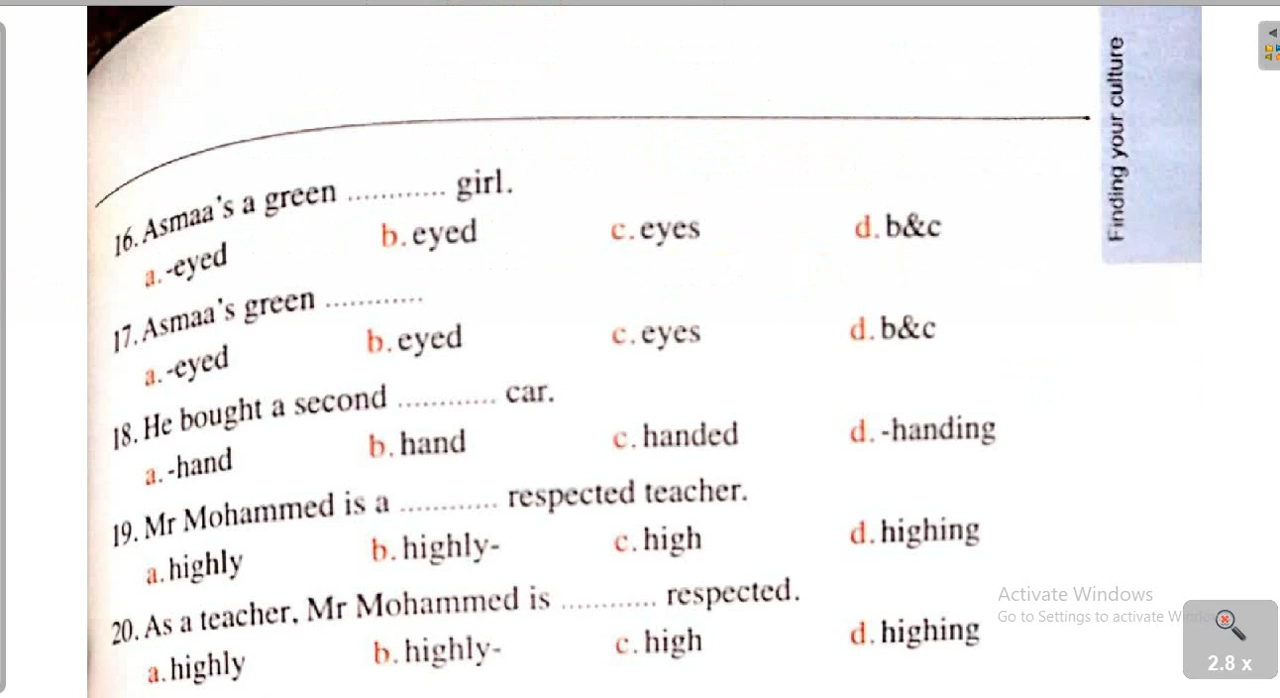 Finding your culture
16. Asmaa's a green ............ girl.
a. -eyed b. eyed c. eyes d. b&c
17. Asmaa's green ............
a. -eyed b. eyed c. eyes d. b&c
18. He bought a second ............ car.
a. -hand b. hand c. handed d. -handing
19. Mr Mohammed is a ............ respected teacher.
a. highly b. highly- c. high d. highing
20. As a teacher, Mr Mohammed is ............ respected.
a. highly b. highly- c. high d. highing
Activate Windows
Go to Settings to activate Windows
2.8 x